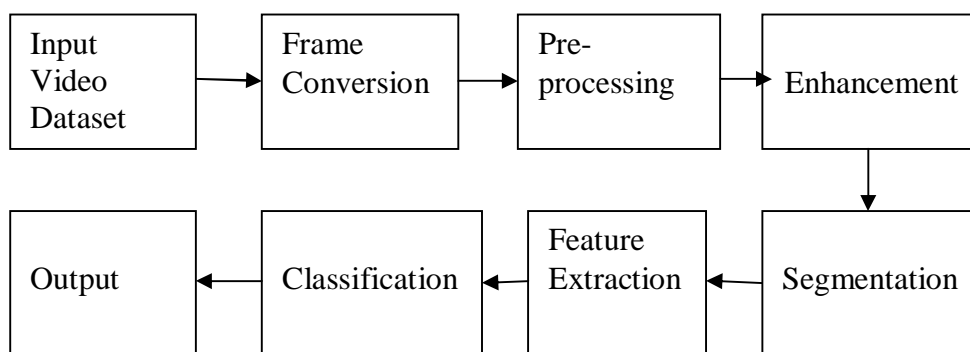 Input
Video
Dataset
Frame
Conversion
Pre-
processing
Enhancement
Segmentation
Feature
Extraction
Classification
Output